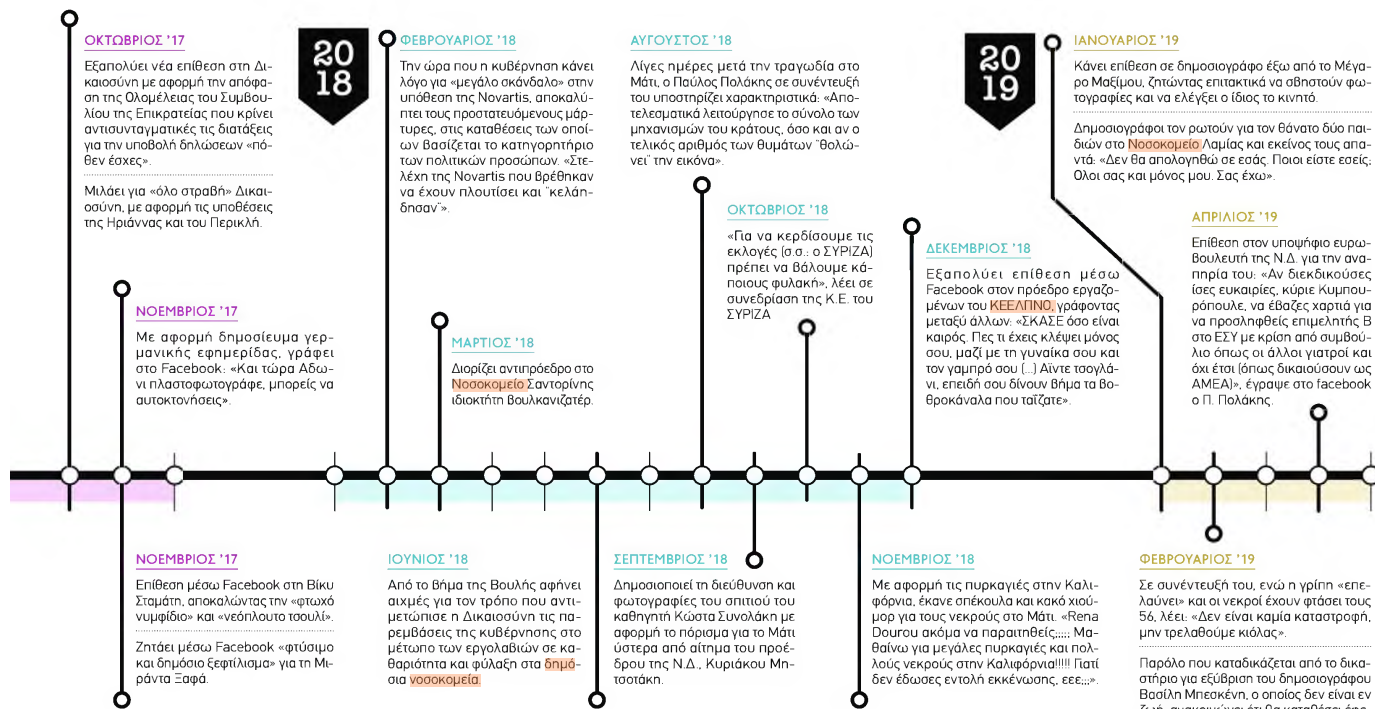 ΟΚΤΩΒΡΙΟΣ '17
Εξαπολύει νέα επίθεση στη Δι-
καιοσύνη με αφορμή την απόφα-
ση της Ολομέλειας του Συμβου-
λίου της Επικρατείας που κρίνει
αντισυνταγματικές τις διατάξεις
για την υποβολή δηλώσεων «πό-
θεν έσχες».
Μιλάει για «όλο στραβή» Δικαι-
οσύνη, με αφορμή τις υποθέσεις
της Ηριάννας και του Περικλή.
ΝΟΕΜΒΡΙΟΣ '17
Με αφορμή δημοσίευμα γερ-
μανικής εφημερίδας, γράφει
στο Facebook: «Και τώρα Αδω-
νι πλαστοφωτογράφε, μπορείς να
αυτοκτονήσεις».
ΝΟΕΜΒΡΙΟΣ '17
Επίθεση μέσω Facebook στη Βίκυ
Σταμάτη, αποκαλώντας την «φτωχό
νυμφίδιο» και «νεόπλουτο τσουλί».
Ζητάει μέσω Facebook «φτύσιμο
και δημόσιο ξεφτίλισμα» για τη Μι-
ράντα Ξαφά.
20
18
ΦΕΒΡΟΥΑΡΙΟΣ '18
Την ώρα που η κυβέρνηση κάνει
λόγο για «μεγάλο σκάνδαλο» στην
υπόθεση της Novartis, αποκαλύ-
πτει τους προστατευόμενους μάρ-
τυρες, στις καταθέσεις των οποί-
ων βασίζεται το κατηγορητήριο
των πολιτικών προσώπων. «Στε-
λέχη της Novartis που βρέθηκαν
να έχουν πλουτίσει και "κελάη-
δησαν"».
ΜΑΡΤΙΟΣ '18
Διορίζει αντιπρόεδρο στο
Νοσοκομείο Σαντορίνης
ιδιοκτήτη βουλκανιζατέρ.
ΙΟΥΝΙΟΣ '18
Από το βήμα της Βουλής αφήνει
αιχμές για τον τρόπο που αντι-
μετώπισε η Δικαιοσύνη τις πα-
ρεμβάσεις της κυβέρνησης στο
μέτωπο των εργολαβιών σε κα-
θαριότητα και φύλαξη στα δημό-
σια νοσοκομεία.
ΑΥΓΟΥΣΤΟΣ '18
Λίγες ημέρες μετά την τραγωδία στο
Μάτι, ο Παύλος Πολάκης σε συνέντευξή
του υποστηρίζει χαρακτηριστικά: «Απο-
τελεσματικά λειτούργησε το σύνολο των
μηχανισμών του κράτους, όσο και αν ο
τελικός αριθμός των θυμάτων "θολώ-
νει" την εικόνα».
ΣΕΠΤΕΜΒΡΙΟΣ '18
Δημοσιοποιεί τη διεύθυνση και
φωτογραφίες του σπιτιού του
καθηγητή Κώστα Συνολάκη με
αφορμή το πόρισμα για το Μάτι
ύστερα από αίτημα του προέ-
δρου της Ν.Δ., Κυριάκου Μη-
τσοτάκη.
ΟΚΤΩΒΡΙΟΣ '18
«Για να κερδίσουμε τις
εκλογές (σ.σ.: ο ΣΥΡΙΖΑ)
πρέπει να βάλουμε κά-
ποιους φυλακή», λέει σε
συνεδρίαση της Κ.Ε. του
ΣΥΡΙΖΑ
ΝΟΕΜΒΡΙΟΣ '18
Με αφορμή τις πυρκαγιές στην Καλι-
φόρνια, έκανε σπέκουλα και κακό χιού-
μορ για τους νεκρούς στο Μάτι. «Rena
Dourou ακόμα να παραιτηθείς;;;;; Μα-
θαίνω για μεγάλες πυρκαγιές και πολ-
λούς νεκρούς στην Καλιφόρνια!!!!! Γιατί
δεν έδωσες εντολή εκκένωσης, εεε;;;».
ΔΕΚΕΜΒΡΙΟΣ '18
Εξαπολύει επίθεση μέσω
Facebook στον πρόεδρο εργαζο-
μένων του ΚΕΕΛΠΝΟ, γράφοντας
μεταξύ άλλων: «ΣΚΑΣΕ όσο είναι
καιρός. Πες τι έχεις κλέψει μόνος
σου, μαζί με τη γυναίκα σου και
τον γαμπρό σου (...) Αϊντε τσογλά-
νι, επειδή σου δίνουν βήμα τα βο-
θροκάναλα που ταΐζατε».
20
19
ΙΑΝΟΥΑΡΙΟΣ '19
Κάνει επίθεση σε δημοσιογράφο έξω από το Μέγα-
ρο Μαξίμου, ζητώντας επιτακτικά να σβηστούν φω-
τογραφίες και να ελέγξει ο ίδιος το κινητό.
Δημοσιογράφοι τον ρωτούν για τον θάνατο δύο παι-
διών στο Νοσοκομείο Λαμίας και εκείνος τους απα-
ντά: «Δεν θα απολογηθώ σε εσάς. Ποιοι είστε εσείς;
Ολοι σας και μόνος μου. Σας έχω».
ΑΠΡΙΛΙΟΣ '19
Επίθεση στον υποψήφιο ευρω-
βουλευτή της Ν.Δ. για την ανα-
πηρία του: «Αν διεκδικούσες
ίσες ευκαιρίες, κύριε Κυμπου-
ρόπουλε, να έβαζες χαρτιά για
να προσληφθείς επιμελητής Β
στο ΕΣΥ με κρίση από συμβού-
λιο όπως οι άλλοι γιατροί και
όχι έτσι (όπως δικαιούσουν ως
ΑΜΕΑ)», έγραψε στο facebook
ο Π. Πολάκης.
ΦΕΒΡΟΥΑΡΙΟΣ '19
Σε συνέντευξή του, ενώ η γρίπη «επε-
λαύνει» και οι νεκροί έχουν φτάσει τους
56, λέει: «Δεν είναι καμία καταστροφή,
μην τρελαθούμε κιόλας».
Παρόλο που καταδικάζεται από το δικα-
στήριο για εξύβριση του δημοσιογράφου
Βασίλη Μπεσκένη, ο οποίος δεν είναι εν